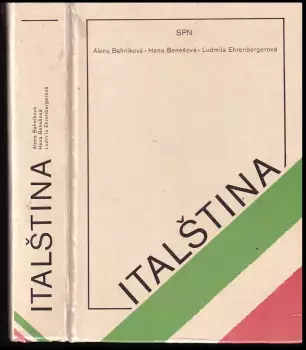 Alena Bahníková
Hana Benešová
Ludmila Ehrenbergerová
ITALŠTINA
SPN
Alena Bahníková · Hana Benešová · Ludmila Ehrenbergerová
ITALŠTINA